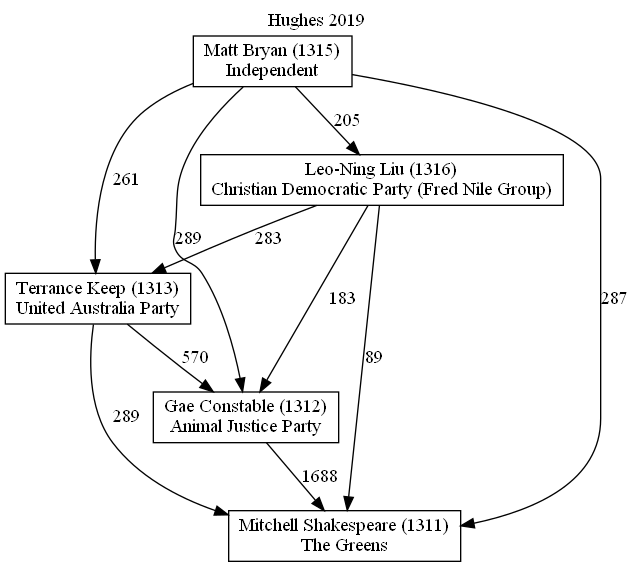 Hughes 2019
Matt Bryan (1315)
Independent
205
Leo-Ning Liu (1316)
Christian Democratic Party (Fred Nile Group)
261
289
283
Terrance Keep (1313)
United Australia Party
183
287
570
89
Gae Constable (1312)
Animal Justice Party
289
1688
Mitchell Shakespeare (1311)
The Greens